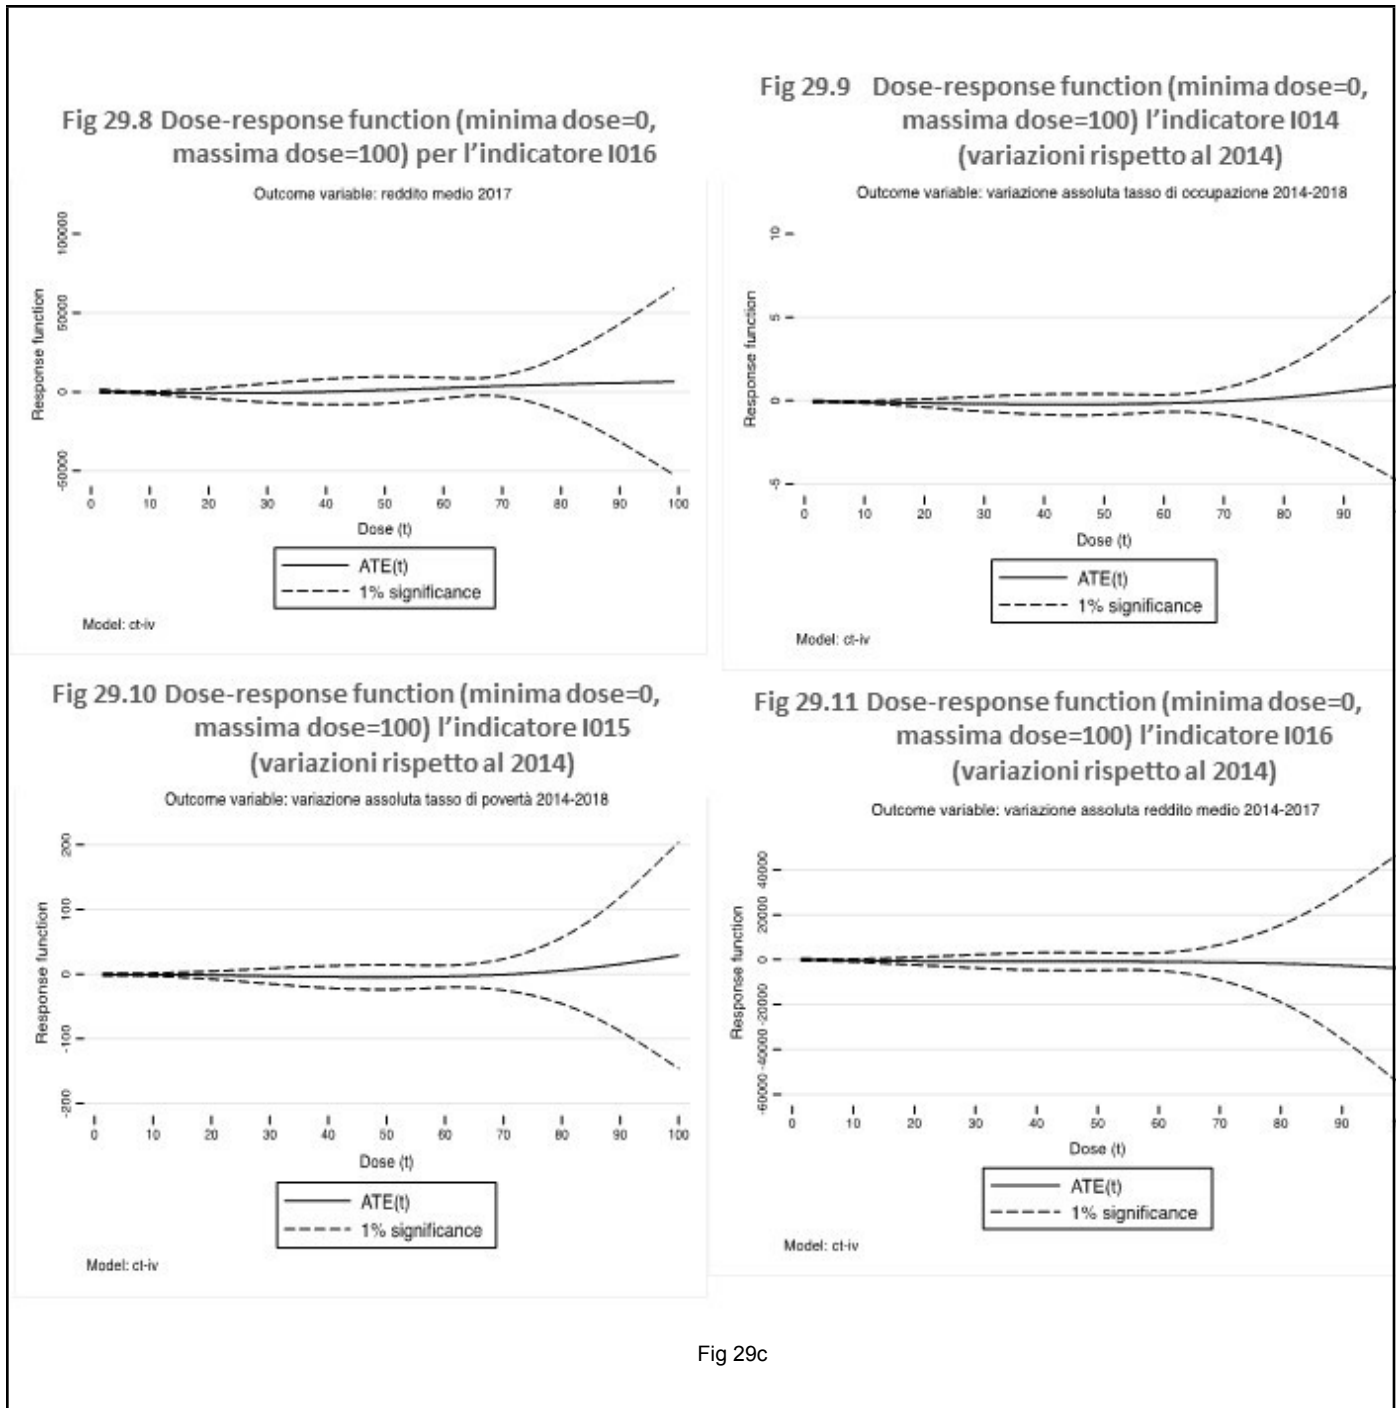 Fig 29.8 Dose-response function (minima dose=0,
massima dose=100) per l'indicatore I016
Outcome variable: reddito medio 2017
Response function
100000
50000
0
-50000
0 10 20 30 40 50 60 70 80 90 100
Dose (t)
ATE(t)
1% significance
Model: ct-iv
Fig 29.9 Dose-response function (minima dose=0,
massima dose=100) l'indicatore I014
(variazioni rispetto al 2014)
Outcome variable: variazione assoluta tasso di occupazione 2014-2018
Response function
10
5
0
-5
0 10 20 30 40 50 60 70 80 90
Dose (t)
ATE(t)
1% significance
Model: ct-iv
Fig 29.10 Dose-response function (minima dose=0,
massima dose=100) l'indicatore I015
(variazioni rispetto al 2014)
Outcome variable: variazione assoluta tasso di povertà 2014-2018
Response function
200
100
0
-100
-200
0 10 20 30 40 50 60 70 80 90 100
Dose (t)
ATE(t)
1% significance
Model: ct-iv
Fig 29.11 Dose-response function (minima dose=0,
massima dose=100) l'indicatore I016
(variazioni rispetto al 2014)
Outcome variable: variazione assoluta reddito medio 2014-2017
Response function
40000
20000
0
-20000
-40000
-60000
0 10 20 30 40 50 60 70 80 90
Dose (t)
ATE(t)
1% significance
Model: ct-iv
Fig 29c